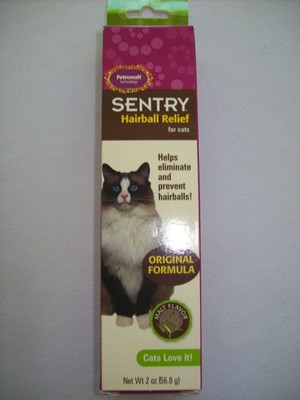 Petromalt
technology
SENTRY
Hairball Relief
for cats
Helps
eliminate
and
prevent
hairballs!
ORIGINAL
FORMULA
MALT FLAVOR
Cats Love it!
Net Wt 2 oz (56.8 g)